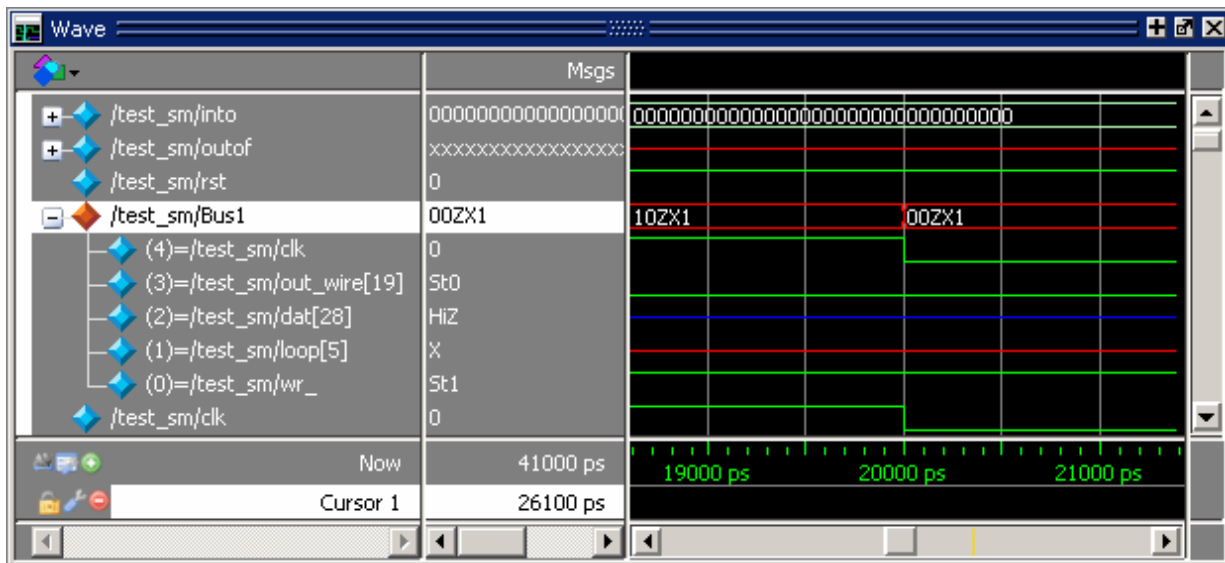 Wave
Msgs
/test_sm/into 0000000000000000 00000000000000000000000000000000
/test_sm/outof xxxxxxxxxxxxxxxx
/test_sm/rst 0
/test_sm/Bus1 00ZX1 10ZX1 00ZX1
(4)=/test_sm/clk 0
(3)=/test_sm/out_wire[19] St0
(2)=/test_sm/dat[28] HiZ
(1)=/test_sm/loop[5] X
(0)=/test_sm/wr_ St1
/test_sm/clk 0
Now 41000 ps 19000 ps 20000 ps 21000 ps
Cursor 1 26100 ps